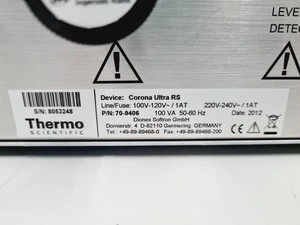 LEVE
DETEC
S/N: 8053248
Thermo
SCIENTIFIC
Device: Corona Ultra RS
Line/Fuse: 100V-120V~ / 1AT 220V-240V~ / 1AT
P/N: 70-9406 100 VA 50-60 Hz Date: 2012
Dionex Softron GmbH
Dornierstr. 4 D-82110 Germering GERMANY
Tel. +49-89-89468-0 Fax: +49-89-89468-200